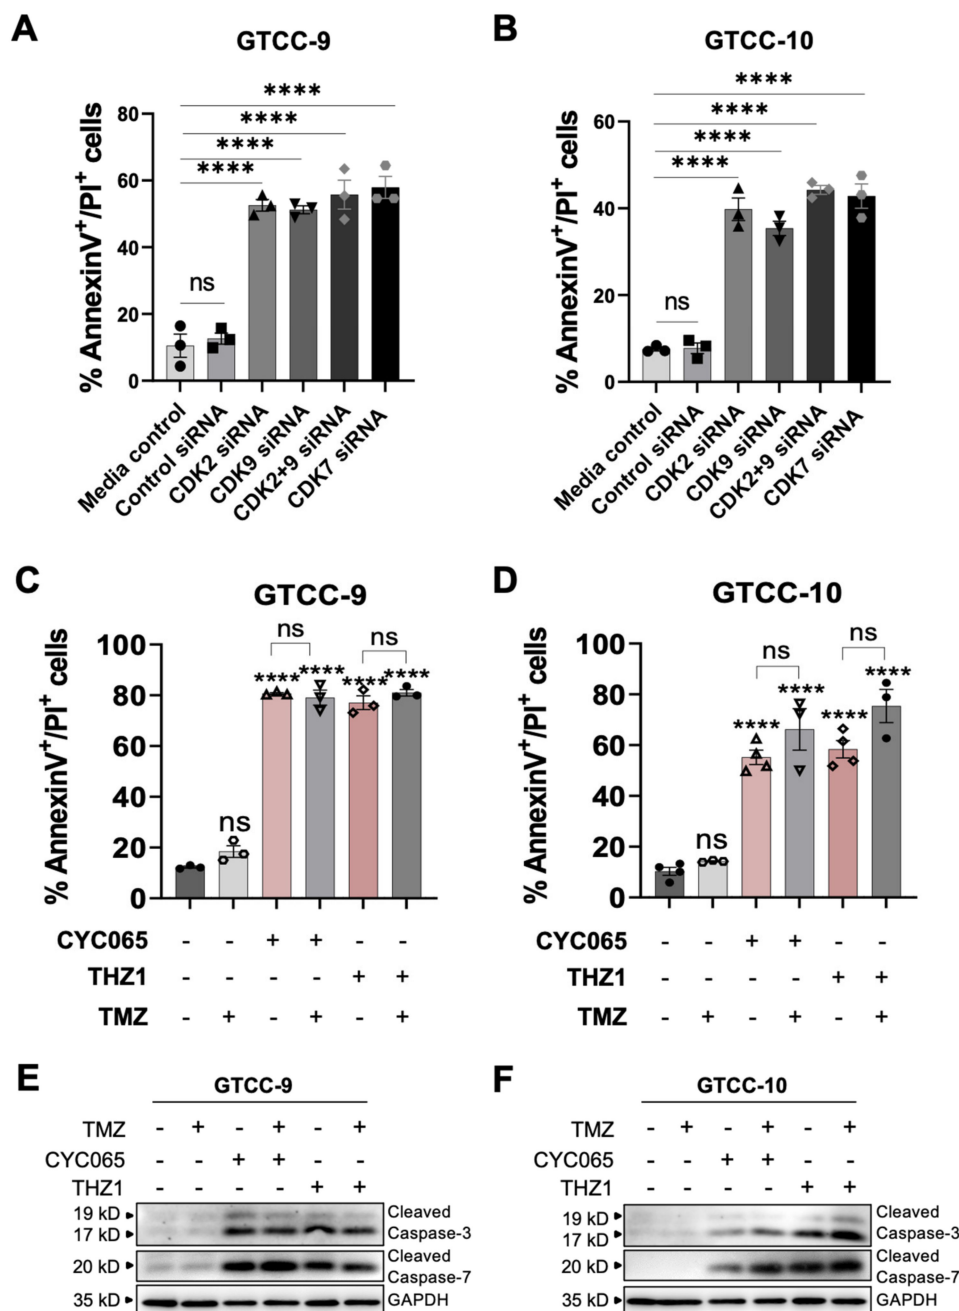 A
GTCC-9
% AnnexinV+/PI+ cells
80
60
40
20
0
****
****
****
****
ns
Media control
Control siRNA
CDK2 siRNA
CDK9 siRNA
CDK2+9 siRNA
CDK7 siRNA
B
GTCC-10
% AnnexinV+/PI+ cells
60
40
20
0
****
****
****
****
ns
Media control
Control siRNA
CDK2 siRNA
CDK9 siRNA
CDK2+9 siRNA
CDK7 siRNA
C
GTCC-9
% AnnexinV+/PI+ cells
100
80
60
40
20
0
ns ns
**** **** **** ****
ns
CYC065 - - + + - -
THZ1 - - - - + +
TMZ - + - + - +
D
GTCC-10
% AnnexinV+/PI+ cells
100
80
60
40
20
0
ns ns
**** **** **** ****
ns
CYC065 - - + + - -
THZ1 - - - - + +
TMZ - + - + - +
E
GTCC-9
TMZ - + - + - +
CYC065 - - + + - -
THZ1 - - - - + +
19 kD Cleaved
17 kD Caspase-3
20 kD Cleaved
Caspase-7
35 kD GAPDH
F
GTCC-10
TMZ - + - + - +
CYC065 - - + + - -
THZ1 - - - - + +
19 kD Cleaved
17 kD Caspase-3
20 kD Cleaved
Caspase-7
35 kD GAPDH